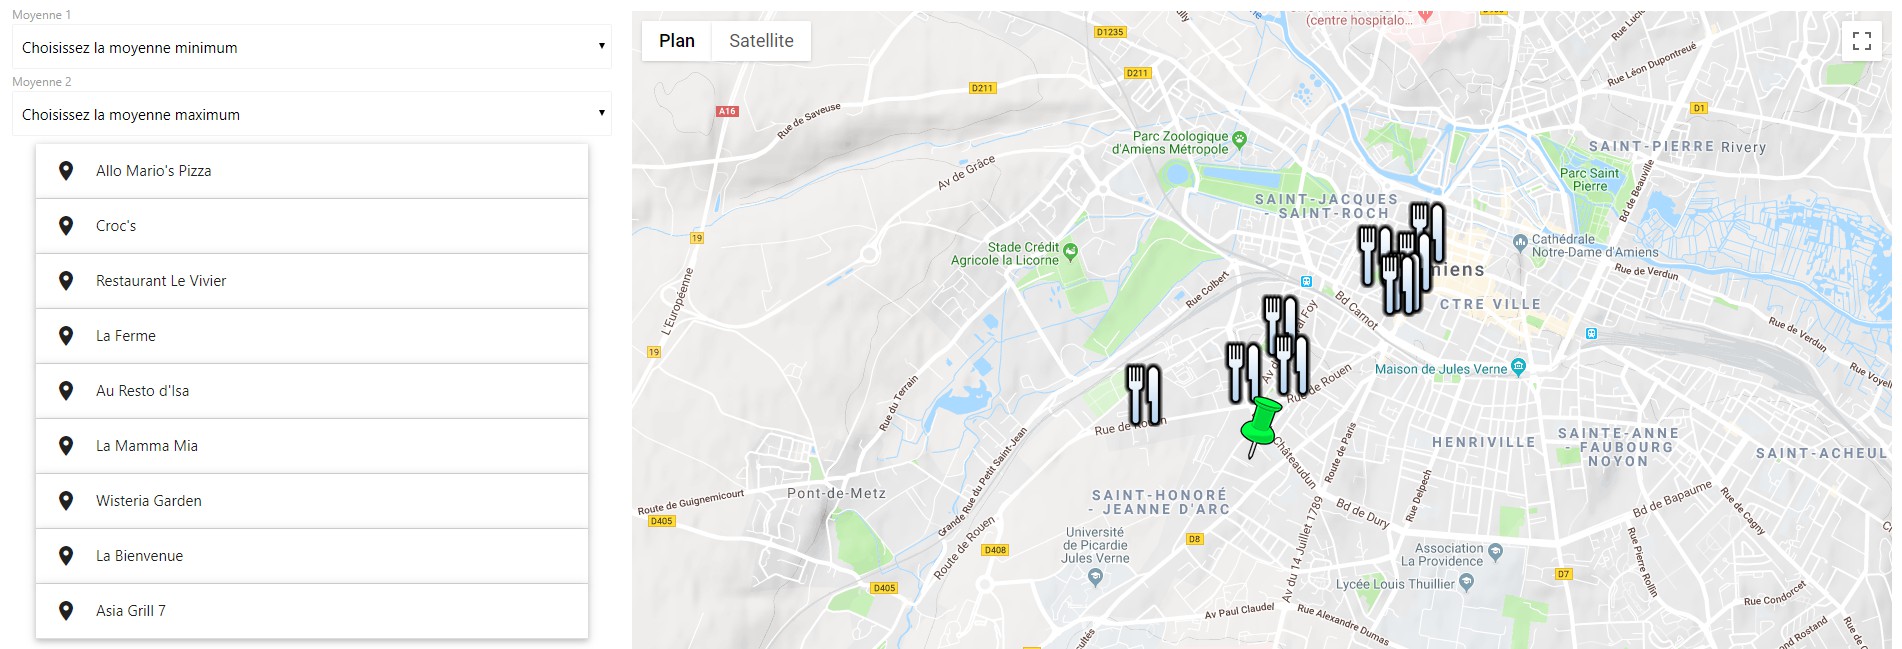 Moyenne 1
Choisissez la moyenne minimum
Moyenne 2
Choisissez la moyenne maximum
Allo Mario's Pizza
Croc's
Restaurant Le Vivier
La Ferme
Au Resto d'Isa
La Mamma Mia
Wisteria Garden
La Bienvenue
Asia Grill 7
Plan
Satellite
(centre hospitalo...
D1235
D211
D211
A16
Rue de Saveuse
Rue Léon Dupontreué
D1
Parc Zoologique
d'Amiens Métropole
SAINT-PIERRE
Rivery
Av de Grâce
Parc Saint
Pierre
Bd de Beauville
SAINT-JACQUES
- SAINT-ROCH
19
Stade Crédit
Agricole la Licorne
Cathédrale
Notre-Dame d'Amiens
Rue de Verdun
miens
CTRE VILLE
L'Européenne
Rue Colbert
Bd Carnot
al Foy
Rue de Verdun
19
Maison de Jules Verne
Rue Voyel
Rue du Terrain
Av d
Rue de Rouen
Rue de Rouen
HENRIVILLE
SAINTE-ANNE
- FAUBOURG
NOYON
SAINT-ACHEUL
Châteaudun
Route de Paris
Grande Rue du Petit Saint-Jean
Pont-de-Metz
Route de Guignemicourt
D405
SAINT-HONORÉ
- JEANNE D'ARC
Rue Delpech
Bd de Dury
Bd de Bapaume
Rue de Cagny
Route de Rouen
Université
de Picardie
Jules Verne
D8
D408
Av du 14 Juillet 1789
Association
La Providence
Lycée Louis Thuillier
D7
Rue Pierre Rollin
D405
Rue Condorcet
Av Paul Claudel
Rue Alexandre Dumas
Rostand
ultés